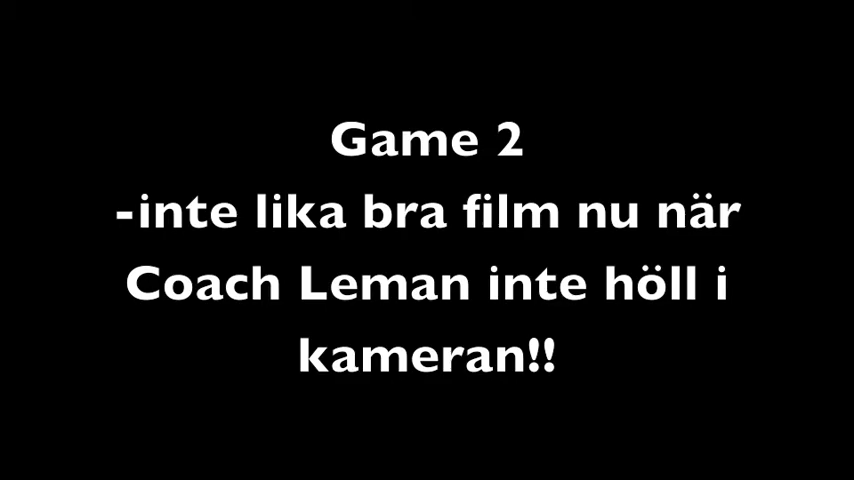 Game 2
-inte lika bra film nu när
Coach Leman inte höll i
kameran!!